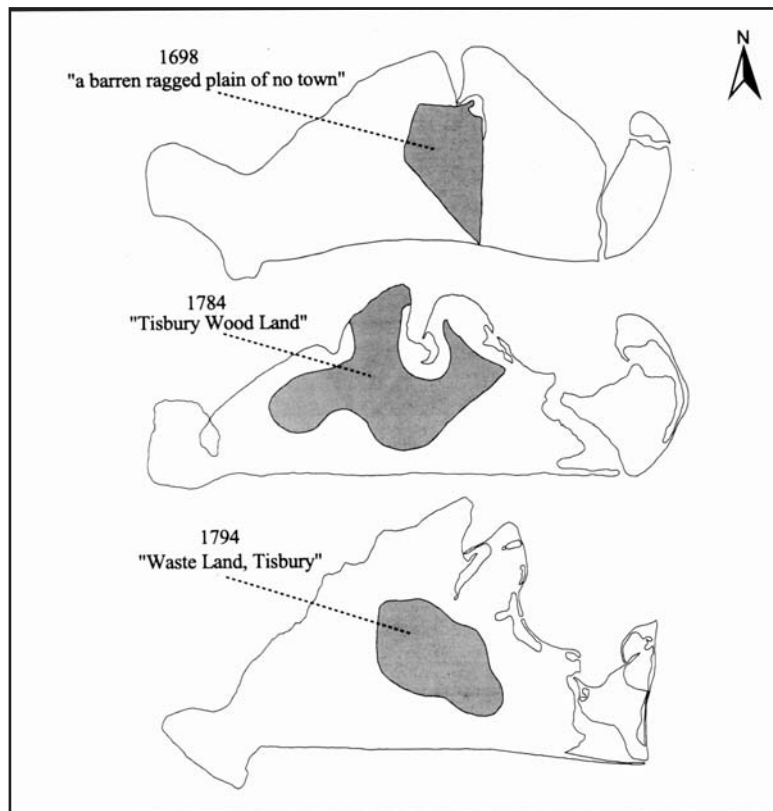 1698
"a barren ragged plain of no town"
N
1784
"Tisbury Wood Land"
1794
"Waste Land, Tisbury"